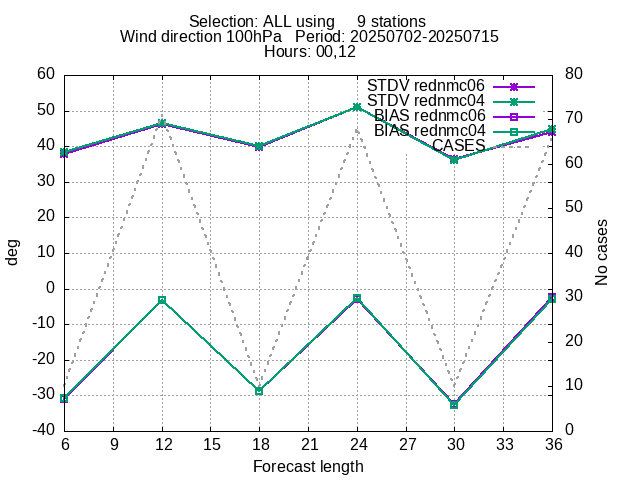 Selection: ALL using     9 stations
Wind direction 100hPa   Period: 20250702-20250715
Hours: 00,12
STDV rednmc06
STDV rednmc04
BIAS rednmc06
BIAS rednmc04
CASES
60
50
40
30
20
10
0
-10
-20
-30
-40
deg
80
70
60
50
40
30
20
10
0
No cases
6 9 12 15 18 21 24 27 30 33 36
Forecast length